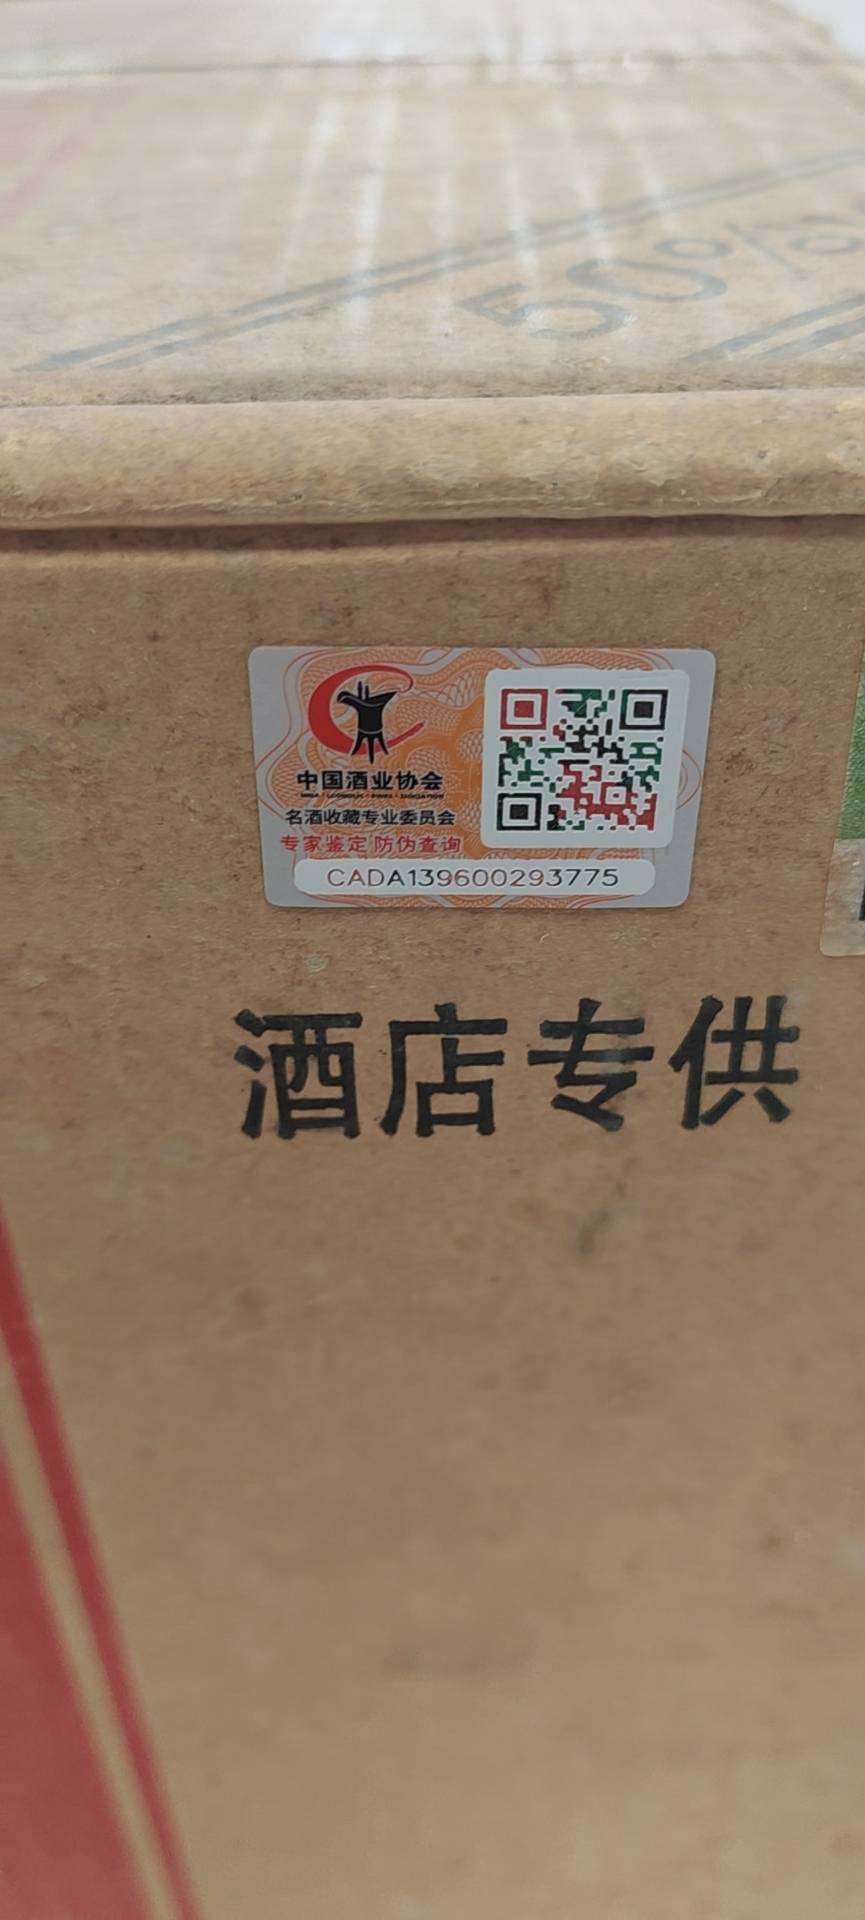 50%
中国酒业协会
名酒收藏专业委员会
专家鉴定 防伪查询
CADA139600293775
酒店专供